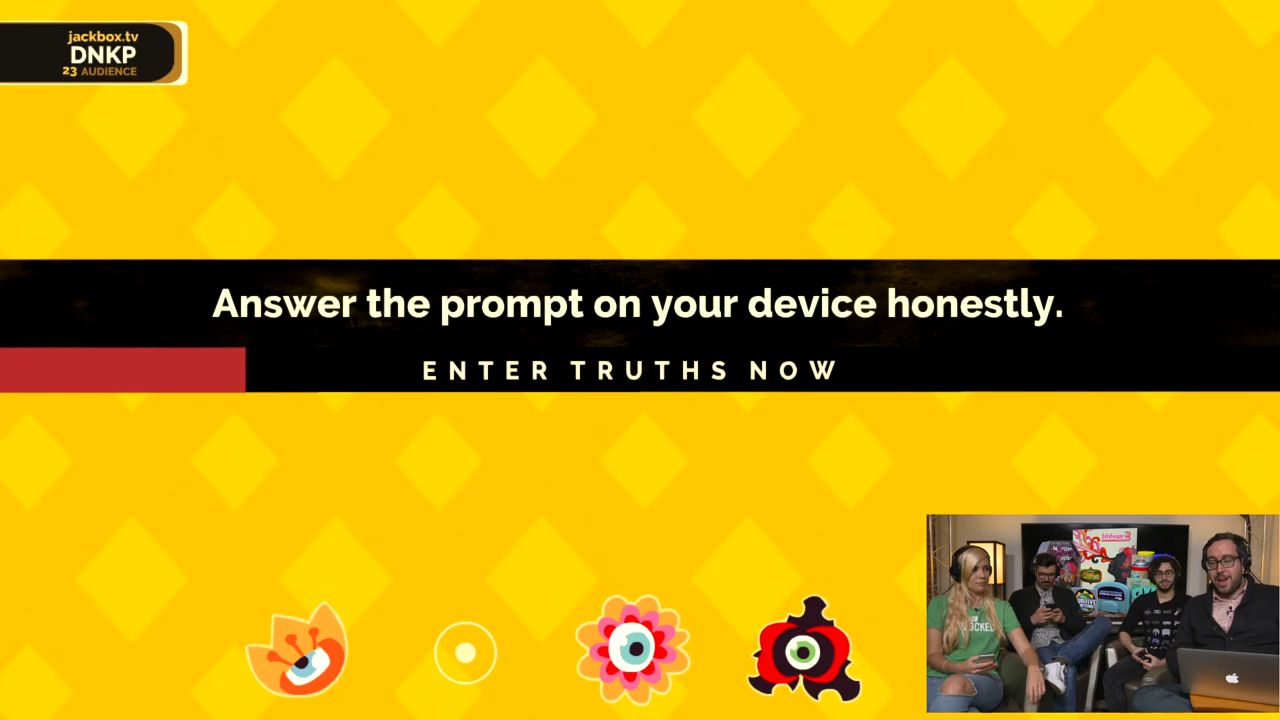 jackbox.tv
DNKP
23 AUDIENCE
Answer the prompt on your device honestly.
ENTER TRUTHS NOW